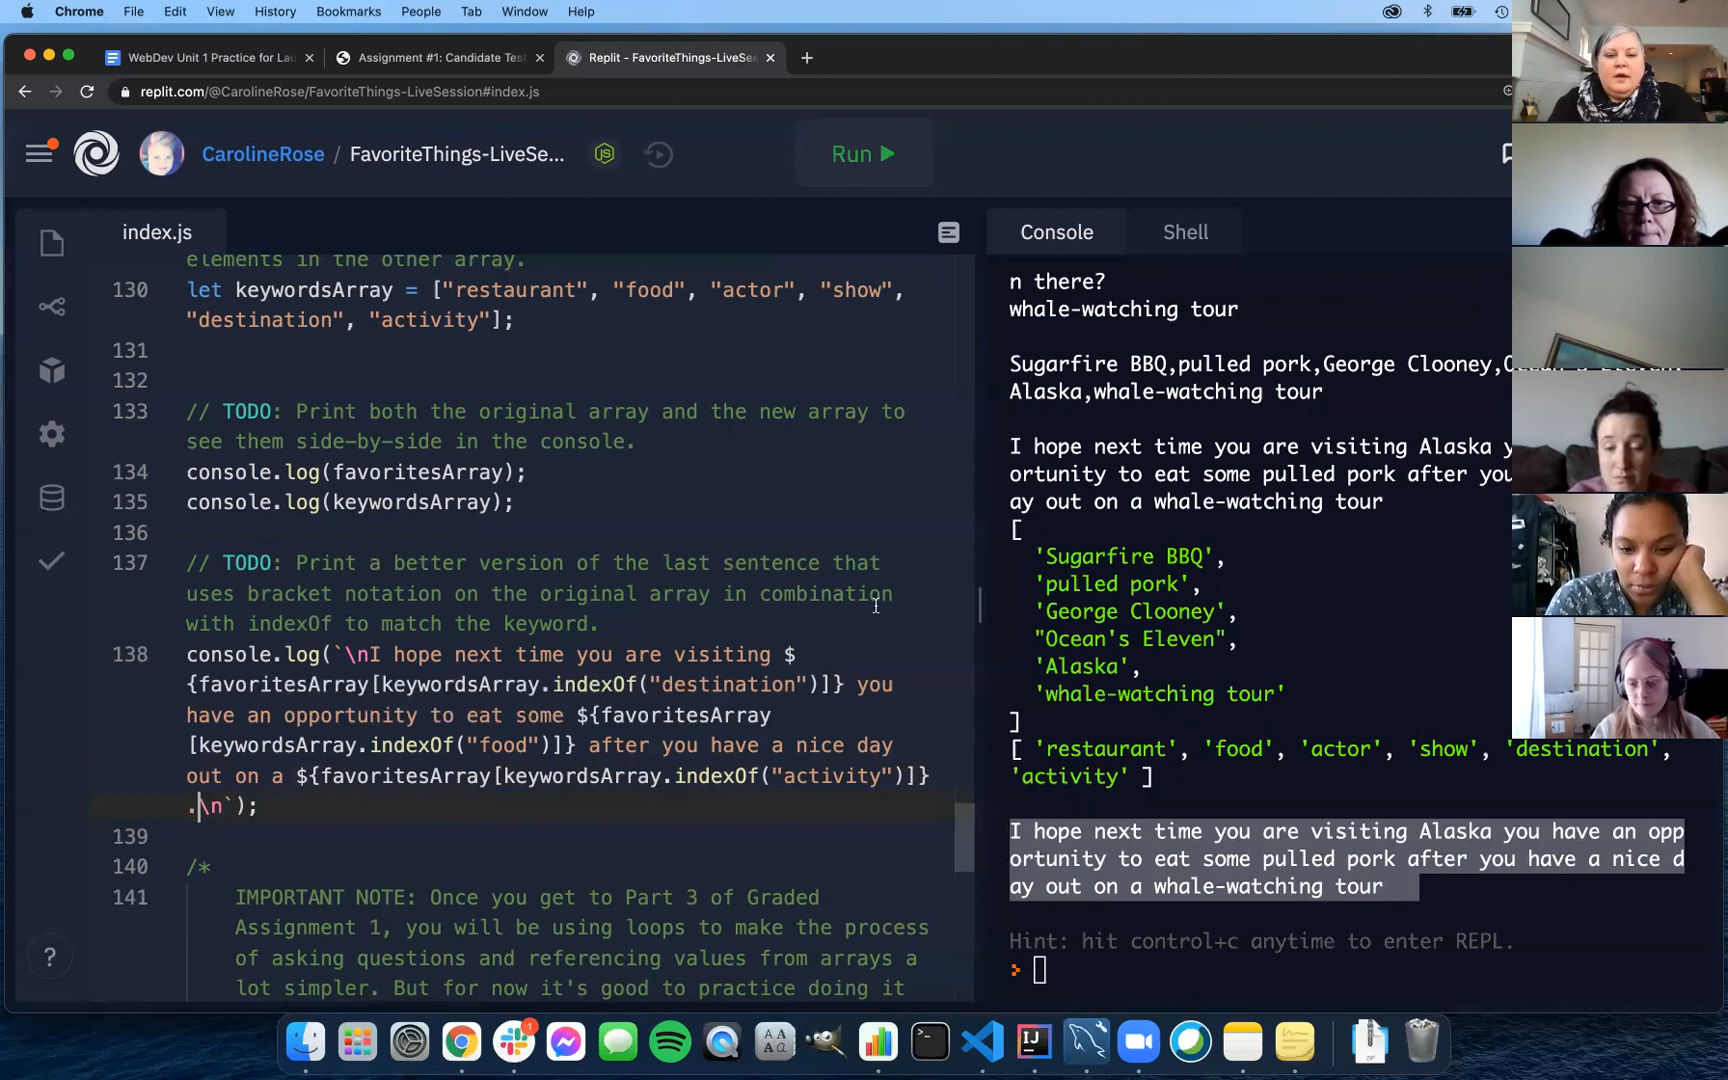 Chrome File Edit View History Bookmarks People Tab Window Help
WebDev Unit 1 Practice for Lau
Assignment #1: Candidate Test
Replit - FavoriteThings-LiveSes
replit.com/@CarolineRose/FavoriteThings-LiveSession#index.js
CarolineRose / FavoriteThings-LiveSe...
Run
index.js
elements in the other array.
130 let keywordsArray = ["restaurant", "food", "actor", "show",
"destination", "activity"];
131
132
133 // TODO: Print both the original array and the new array to
see them side-by-side in the console.
134 console.log(favoritesArray);
135 console.log(keywordsArray);
136
137 // TODO: Print a better version of the last sentence that
uses bracket notation on the original array in combination
with indexOf to match the keyword.
138 console.log(`\nI hope next time you are visiting $
{favoritesArray[keywordsArray.indexOf("destination")]} you
have an opportunity to eat some ${favoritesArray
[keywordsArray.indexOf("food")]} after you have a nice day
out on a ${favoritesArray[keywordsArray.indexOf("activity")]}
.\n`);
139
140 /*
141 IMPORTANT NOTE: Once you get to Part 3 of Graded
Assignment 1, you will be using loops to make the process
of asking questions and referencing values from arrays a
lot simpler. But for now it's good to practice doing it
Console Shell
n there?
whale-watching tour
Sugarfire BBQ,pulled pork,George Clooney,
Alaska,whale-watching tour
I hope next time you are visiting Alaska y
ortunity to eat some pulled pork after you
ay out on a whale-watching tour
[
'Sugarfire BBQ',
'pulled pork',
'George Clooney',
"Ocean's Eleven",
'Alaska',
'whale-watching tour'
]
[ 'restaurant', 'food', 'actor', 'show', 'destination',
'activity' ]
I hope next time you are visiting Alaska you have an opp
ortunity to eat some pulled pork after you have a nice d
ay out on a whale-watching tour
Hint: hit control+c anytime to enter REPL.
>
?
1
AA
AA
IJ
ZIP